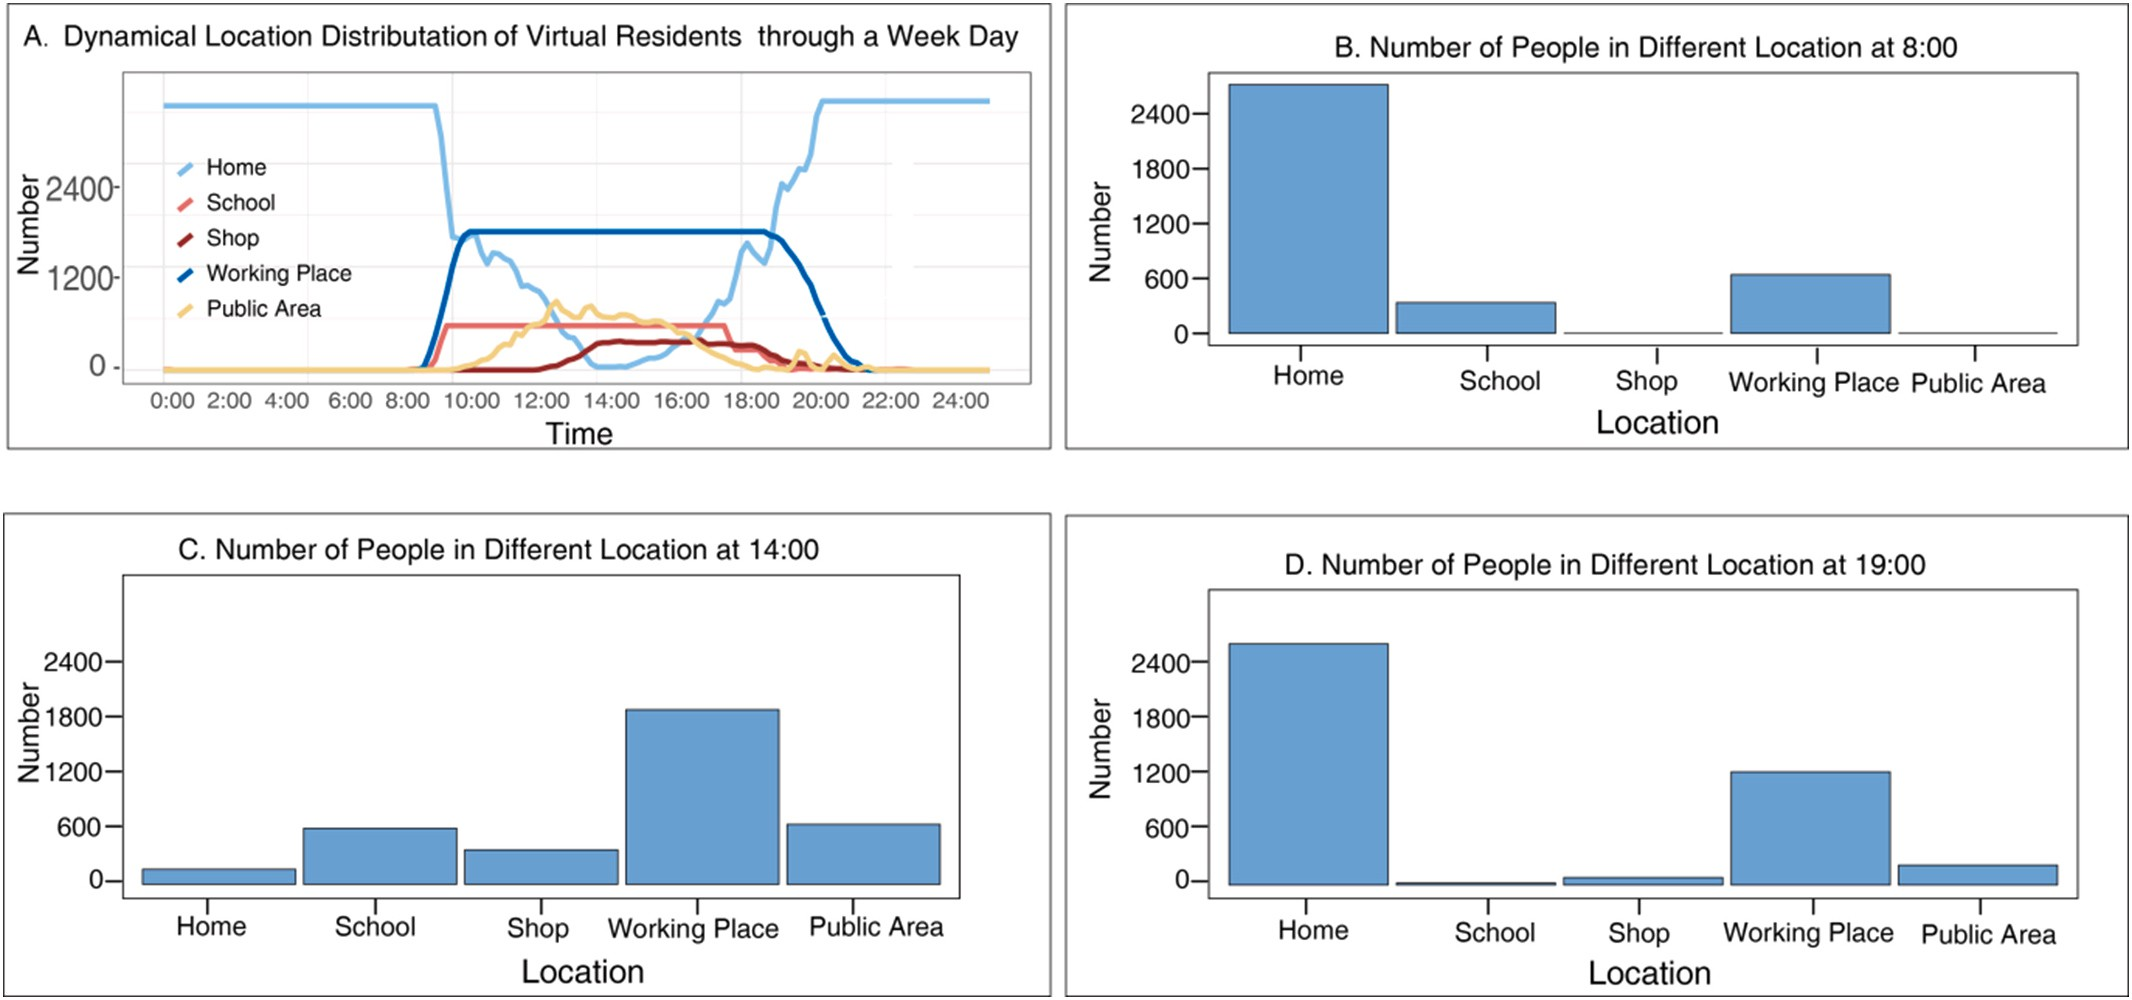 A. Dynamical Location Distributation of Virtual Residents through a Week Day
Number
2400
1200
0
Home
School
Shop
Working Place
Public Area
0:00 2:00 4:00 6:00 8:00 10:00 12:00 14:00 16:00 18:00 20:00 22:00 24:00
Time
B. Number of People in Different Location at 8:00
Number
2400
1800
1200
600
0
Home School Shop Working Place Public Area
Location
C. Number of People in Different Location at 14:00
Number
2400
1800
1200
600
0
Home School Shop Working Place Public Area
Location
D. Number of People in Different Location at 19:00
Number
2400
1800
1200
600
0
Home School Shop Working Place Public Area
Location